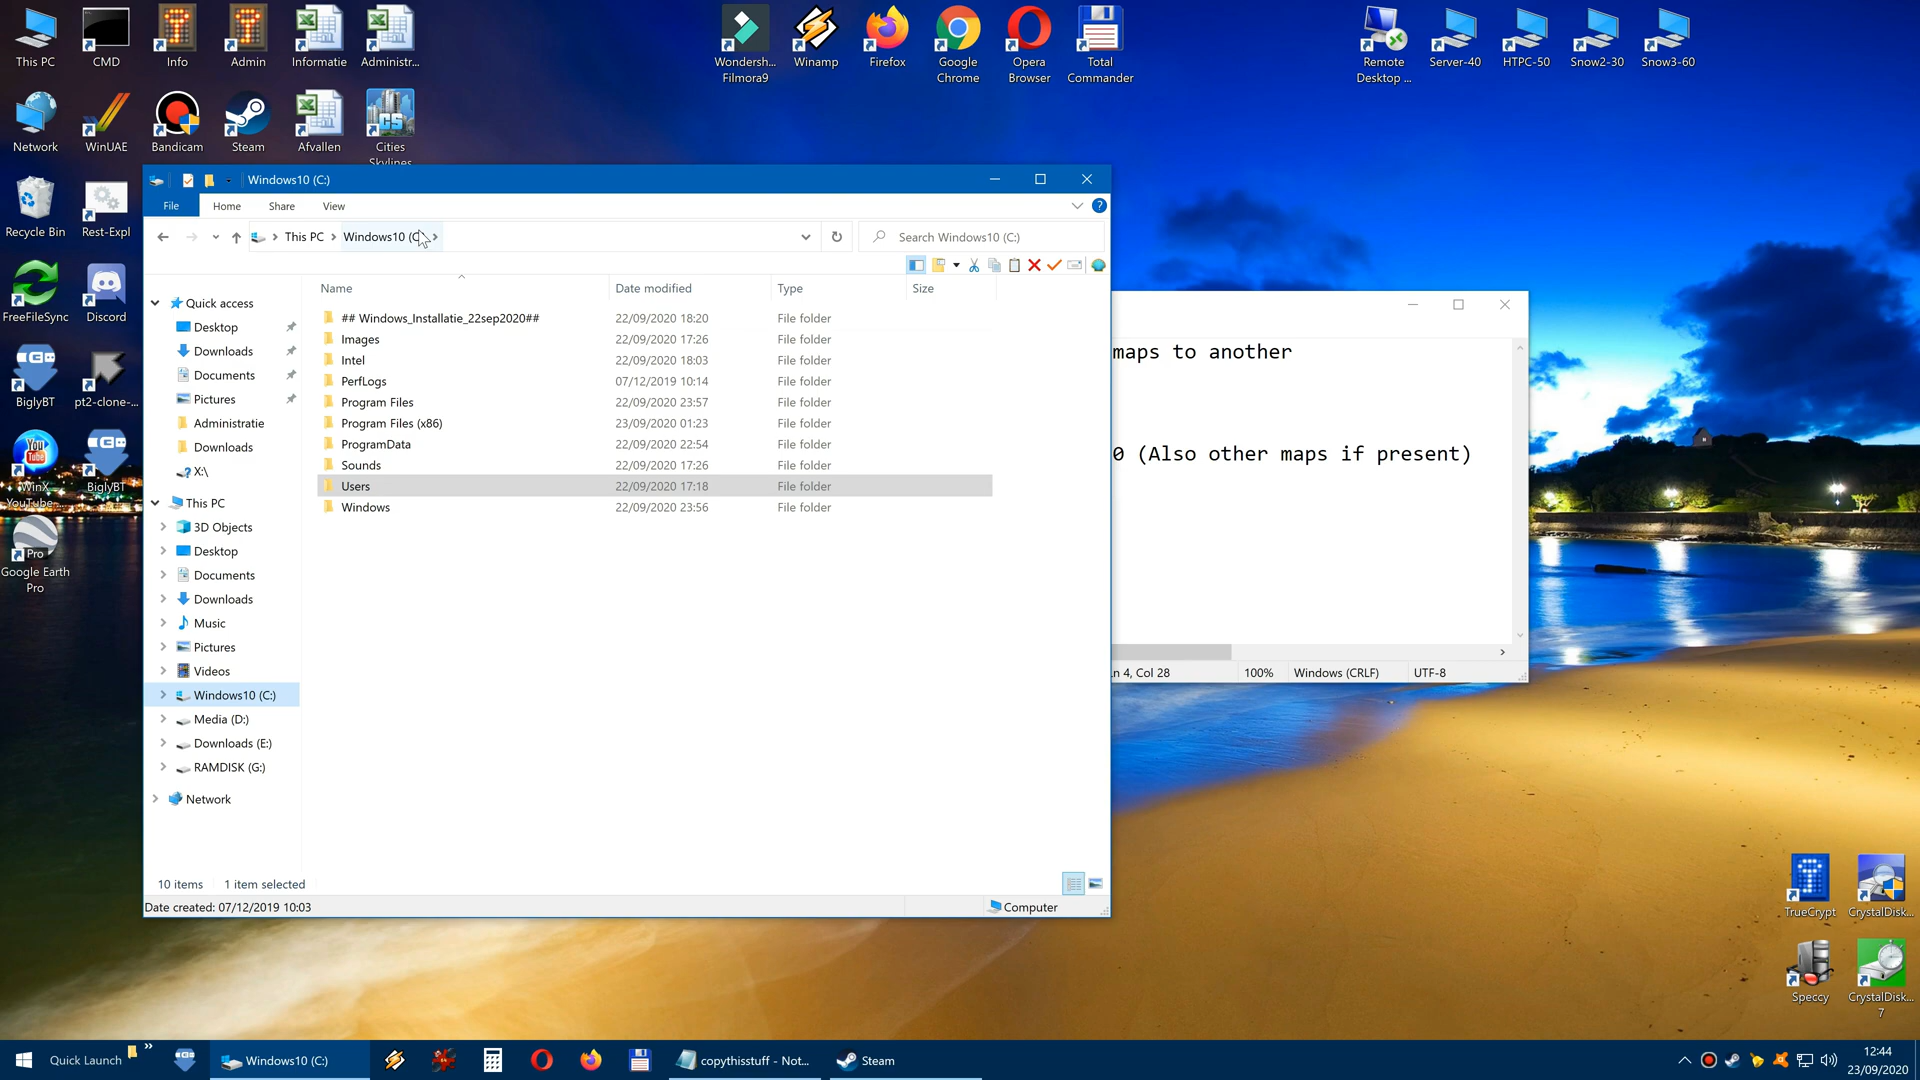 This PC
CMD
Info
Admin
Informatie
Administr...
Wondersh... Filmora9
Winamp
Firefox
Google Chrome
Opera Browser
Total Commander
Remote Desktop ...
Server-40
HTPC-50
Snow2-30
Snow3-60
Network
WinUAE
Bandicam
Steam
Afvallen
Cities Skylines
Recycle Bin
Rest-Expl
FreeFileSync
Discord
BiglyBT
pt2-clone-...
WinX YouTube-...
BiglyBT
Google Earth Pro
Windows10 (C:)
File
Home
Share
View
This PC
Windows10 (C
Search Windows10 (C:)
Name
Date modified
Type
Size
## Windows_Installatie_22sep2020## 22/09/2020 18:20 File folder
Images 22/09/2020 17:26 File folder
Intel 22/09/2020 18:03 File folder
PerfLogs 07/12/2019 10:14 File folder
Program Files 22/09/2020 23:57 File folder
Program Files (x86) 23/09/2020 01:23 File folder
ProgramData 22/09/2020 22:54 File folder
Sounds 22/09/2020 17:26 File folder
Users 22/09/2020 17:18 File folder
Windows 22/09/2020 23:56 File folder
Quick access
Desktop
Downloads
Documents
Pictures
Administratie
Downloads
X:\
This PC
3D Objects
Desktop
Documents
Downloads
Music
Pictures
Videos
Windows10 (C:)
Media (D:)
Downloads (E:)
RAMDISK (G:)
Network
10 items
1 item selected
Date created: 07/12/2019 10:03
Computer
maps to another
0 (Also other maps if present)
n 4, Col 28
100%
Windows (CRLF)
UTF-8
TrueCrypt
CrystalDisk...
Speccy
CrystalDisk... 7
Quick Launch
Windows10 (C:)
copythisstuff - Not...
Steam
12:44
23/09/2020